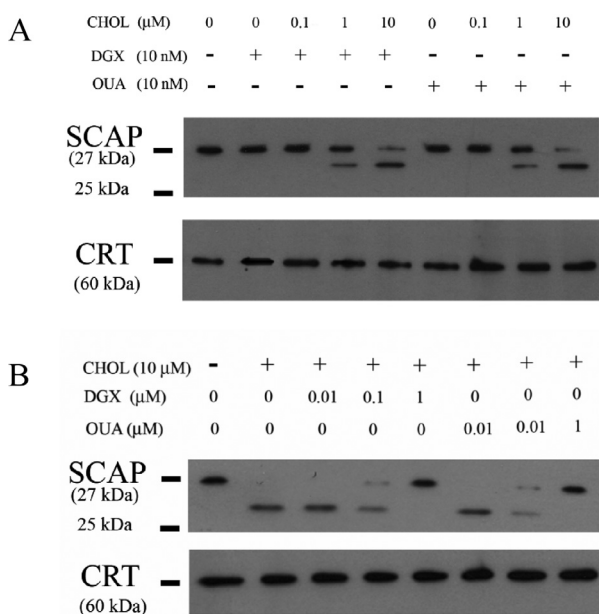 A
CHOL (μM) 0 0 0.1 1 10 0 0.1 1 10
DGX (10 nM) - + + + + - - - -
OUA (10 nM) - - - - - + + + +
SCAP
(27 kDa)
25 kDa
CRT
(60 kDa)
B
CHOL (10 μM) - + + + + + + +
DGX (μM) 0 0 0.01 0.1 1 0 0 0
OUA (μM) 0 0 0 0 0 0.01 0.01 1
SCAP
(27 kDa)
25 kDa
CRT
(60 kDa)